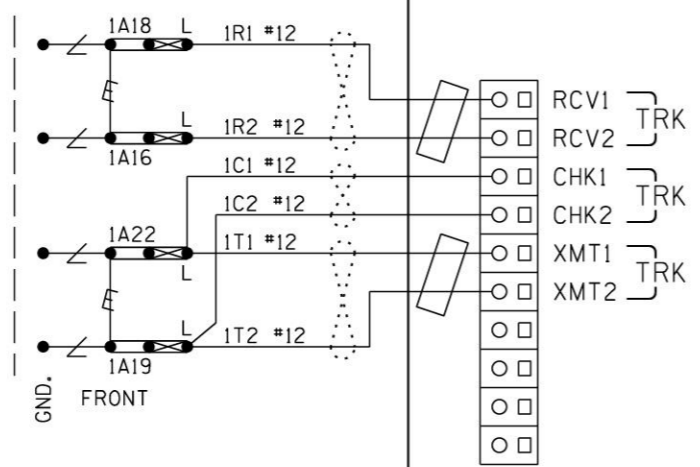 1A18 L 1R1 #12
RCV1 TRK
L 1R2 #12 RCV2
1A16 1C1 #12
CHK1 TRK
1C2 #12 CHK2
1A22 1T1 #12 XMT1 TRK
L
XMT2
L 1T2 #12
1A19
GND.
FRONT
E
E